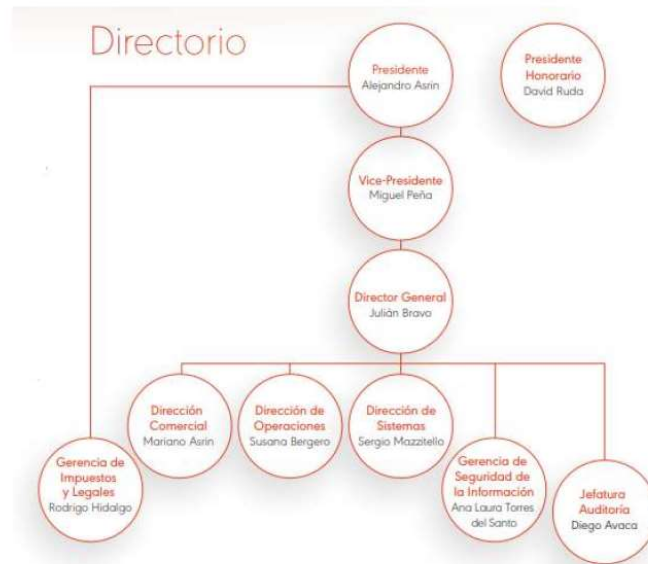 Directorio
Presidente
Alejandro Asrin
Presidente
Honorario
David Ruda
Vice-Presidente
Miguel Peña
Director General
Julián Bravo
Dirección
Comercial
Mariano Asrin
Dirección de
Operaciones
Susana Bergero
Dirección de
Sistemas
Sergio Mazzitello
Gerencia de
Impuestos
y Legales
Rodrigo Hidalgo
Gerencia de
Seguridad de
la Información
Ana Laura Torres
del Santo
Jefatura
Auditoría
Diego Avaca